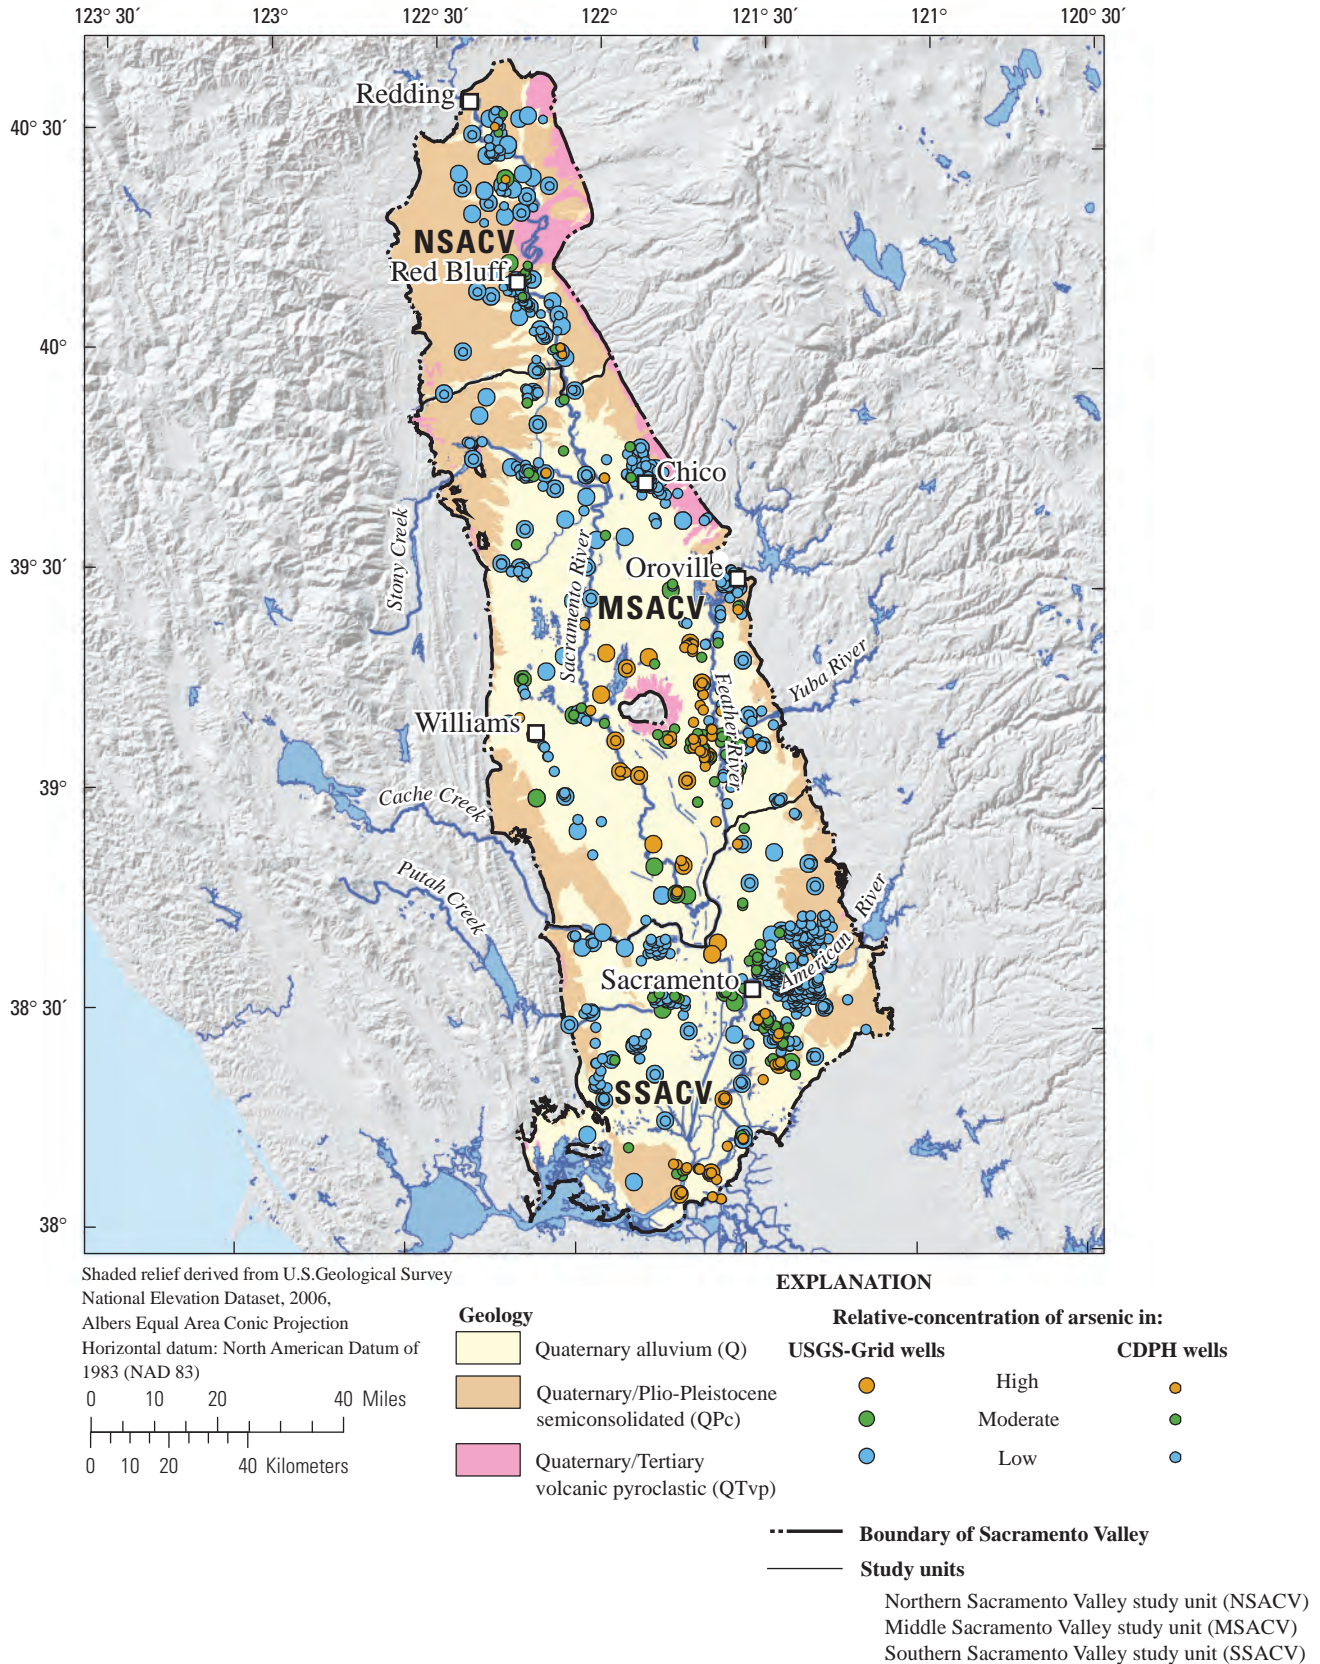 123° 30´ 123° 122° 30´ 122 121° 30´ 121° 120° 30´
Redding
40° 30´
NSACV
Red Bluff
40°
Chico
Stony Creek
Sacramento River
39° 30´
Oroville
MSACV
Feather River
Yuba River
Williams
39°
Cache Creek
Putah Creek
American River
Sacramento
38° 30´
SSACV
38°
Shaded relief derived from U.S.Geological Survey
National Elevation Dataset, 2006,
Albers Equal Area Conic Projection
Horizontal datum: North American Datum of
1983 (NAD 83)
0 10 20 40 Miles
0 10 20 40 Kilometers
EXPLANATION
Geology
Quaternary alluvium (Q)
Quaternary/Plio-Pleistocene
semiconsolidated (QPc)
Quaternary/Tertiary
volcanic pyroclastic (QTvp)
Relative-concentration of arsenic in:
USGS-Grid wells CDPH wells
High
Moderate
Low
Boundary of Sacramento Valley
Study units
Northern Sacramento Valley study unit (NSACV)
Middle Sacramento Valley study unit (MSACV)
Southern Sacramento Valley study unit (SSACV)